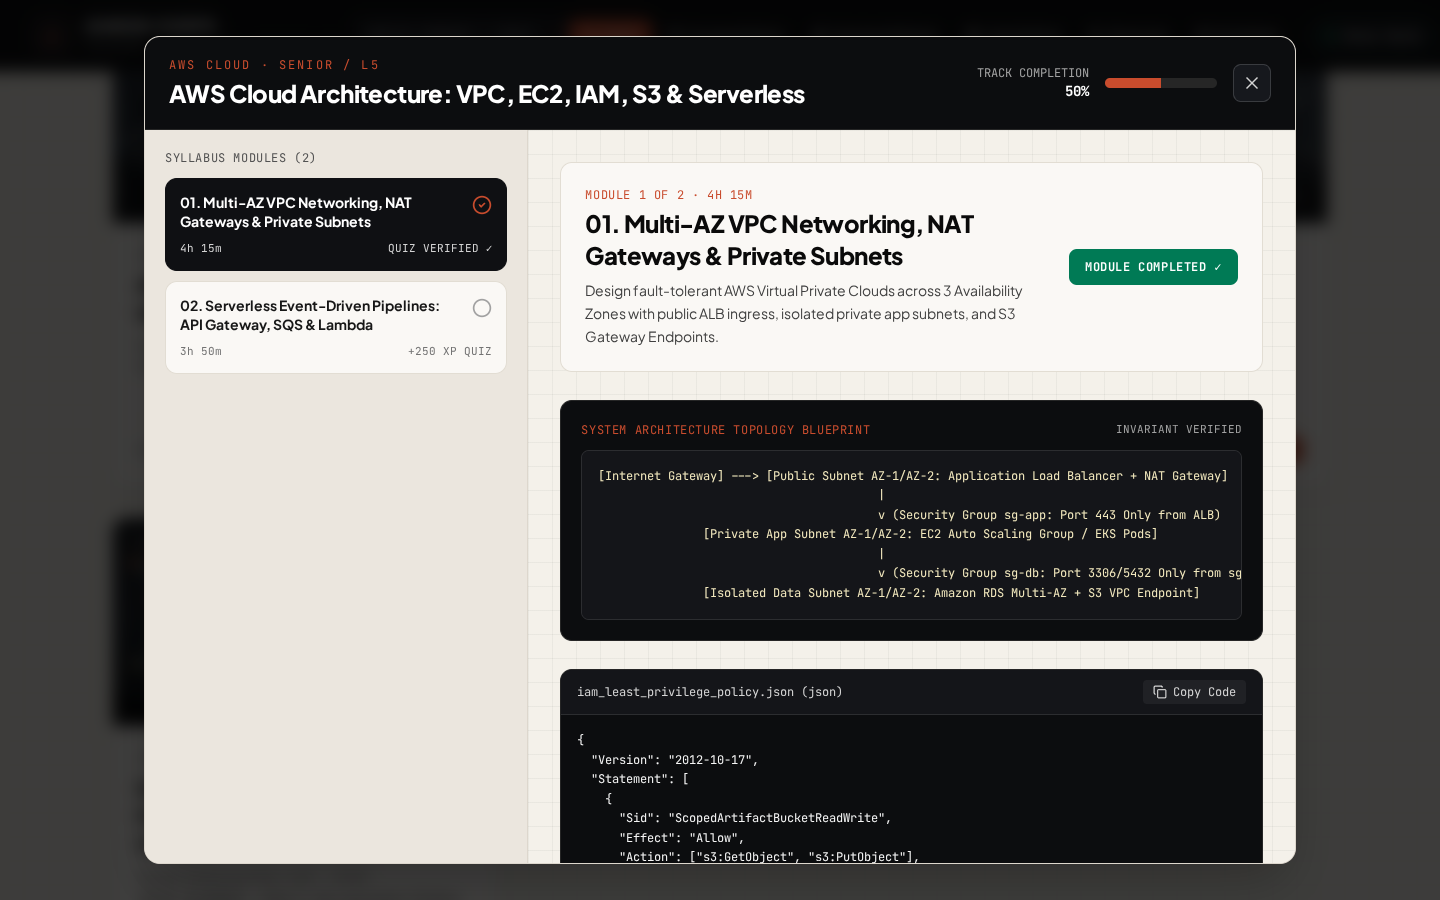 AWS CLOUD · SENIOR / L5
AWS Cloud Architecture: VPC, EC2, IAM, S3 & Serverless
TRACK COMPLETION
50%
SYLLABUS MODULES (2)
01. Multi-AZ VPC Networking, NAT
Gateways & Private Subnets
4h 15m
QUIZ VERIFIED ✓
02. Serverless Event-Driven Pipelines:
API Gateway, SQS & Lambda
3h 50m
+250 XP QUIZ
MODULE 1 OF 2 · 4H 15M
01. Multi-AZ VPC Networking, NAT
Gateways & Private Subnets
Design fault-tolerant AWS Virtual Private Clouds across 3 Availability
Zones with public ALB ingress, isolated private app subnets, and S3
Gateway Endpoints.
MODULE COMPLETED ✓
SYSTEM ARCHITECTURE TOPOLOGY BLUEPRINT
INVARIANT VERIFIED
[Internet Gateway] ---> [Public Subnet AZ-1/AZ-2: Application Load Balancer + NAT Gateway]
|
v (Security Group sg-app: Port 443 Only from ALB)
[Private App Subnet AZ-1/AZ-2: EC2 Auto Scaling Group / EKS Pods]
|
v (Security Group sg-db: Port 3306/5432 Only from sg
[Isolated Data Subnet AZ-1/AZ-2: Amazon RDS Multi-AZ + S3 VPC Endpoint]
iam_least_privilege_policy.json (json)
Copy Code
{
"Version": "2012-10-17",
"Statement": [
{
"Sid": "ScopedArtifactBucketReadWrite",
"Effect": "Allow",
"Action": ["s3:GetObject", "s3:PutObject"],